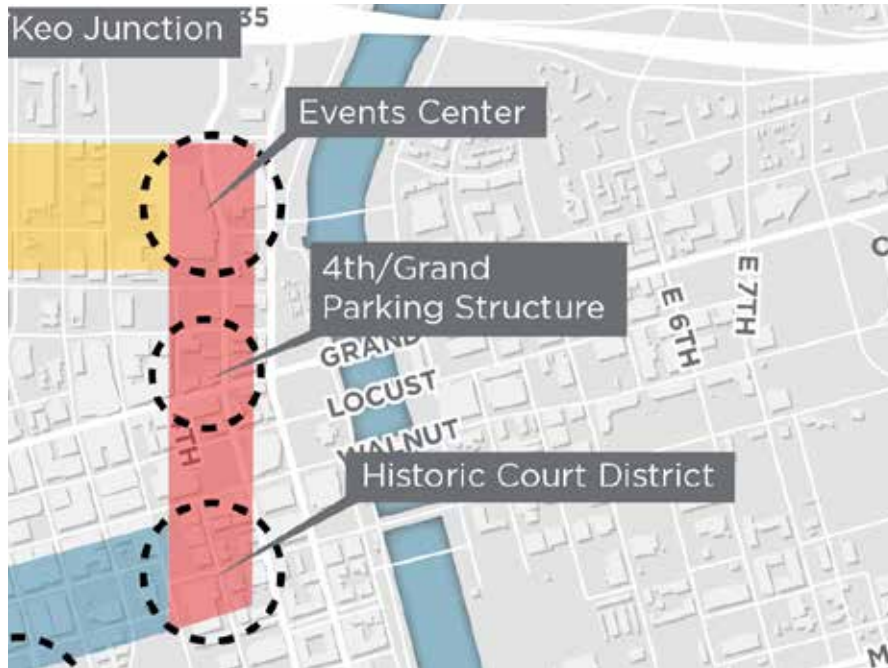 Keo Junction
35
Events Center
4th/Grand
Parking Structure
GRAND
LOCUST
WALNUT
E 6TH
E 7TH
TH
Historic Court District